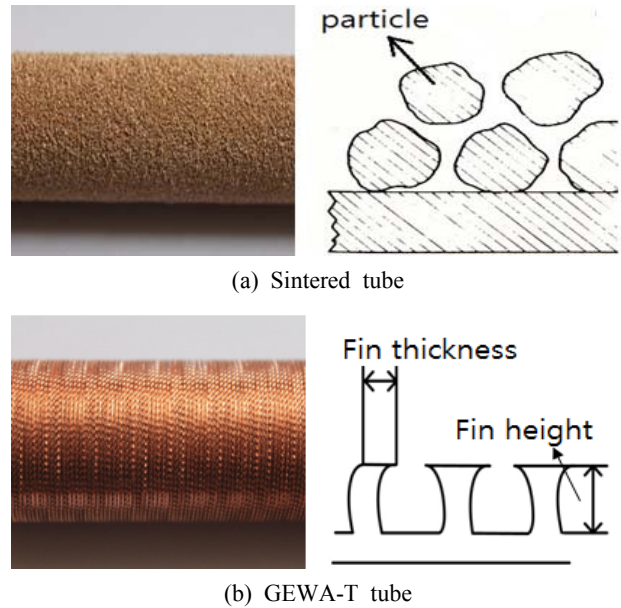 particle
(a) Sintered tube
Fin thickness
Fin height
(b) GEWA-T tube